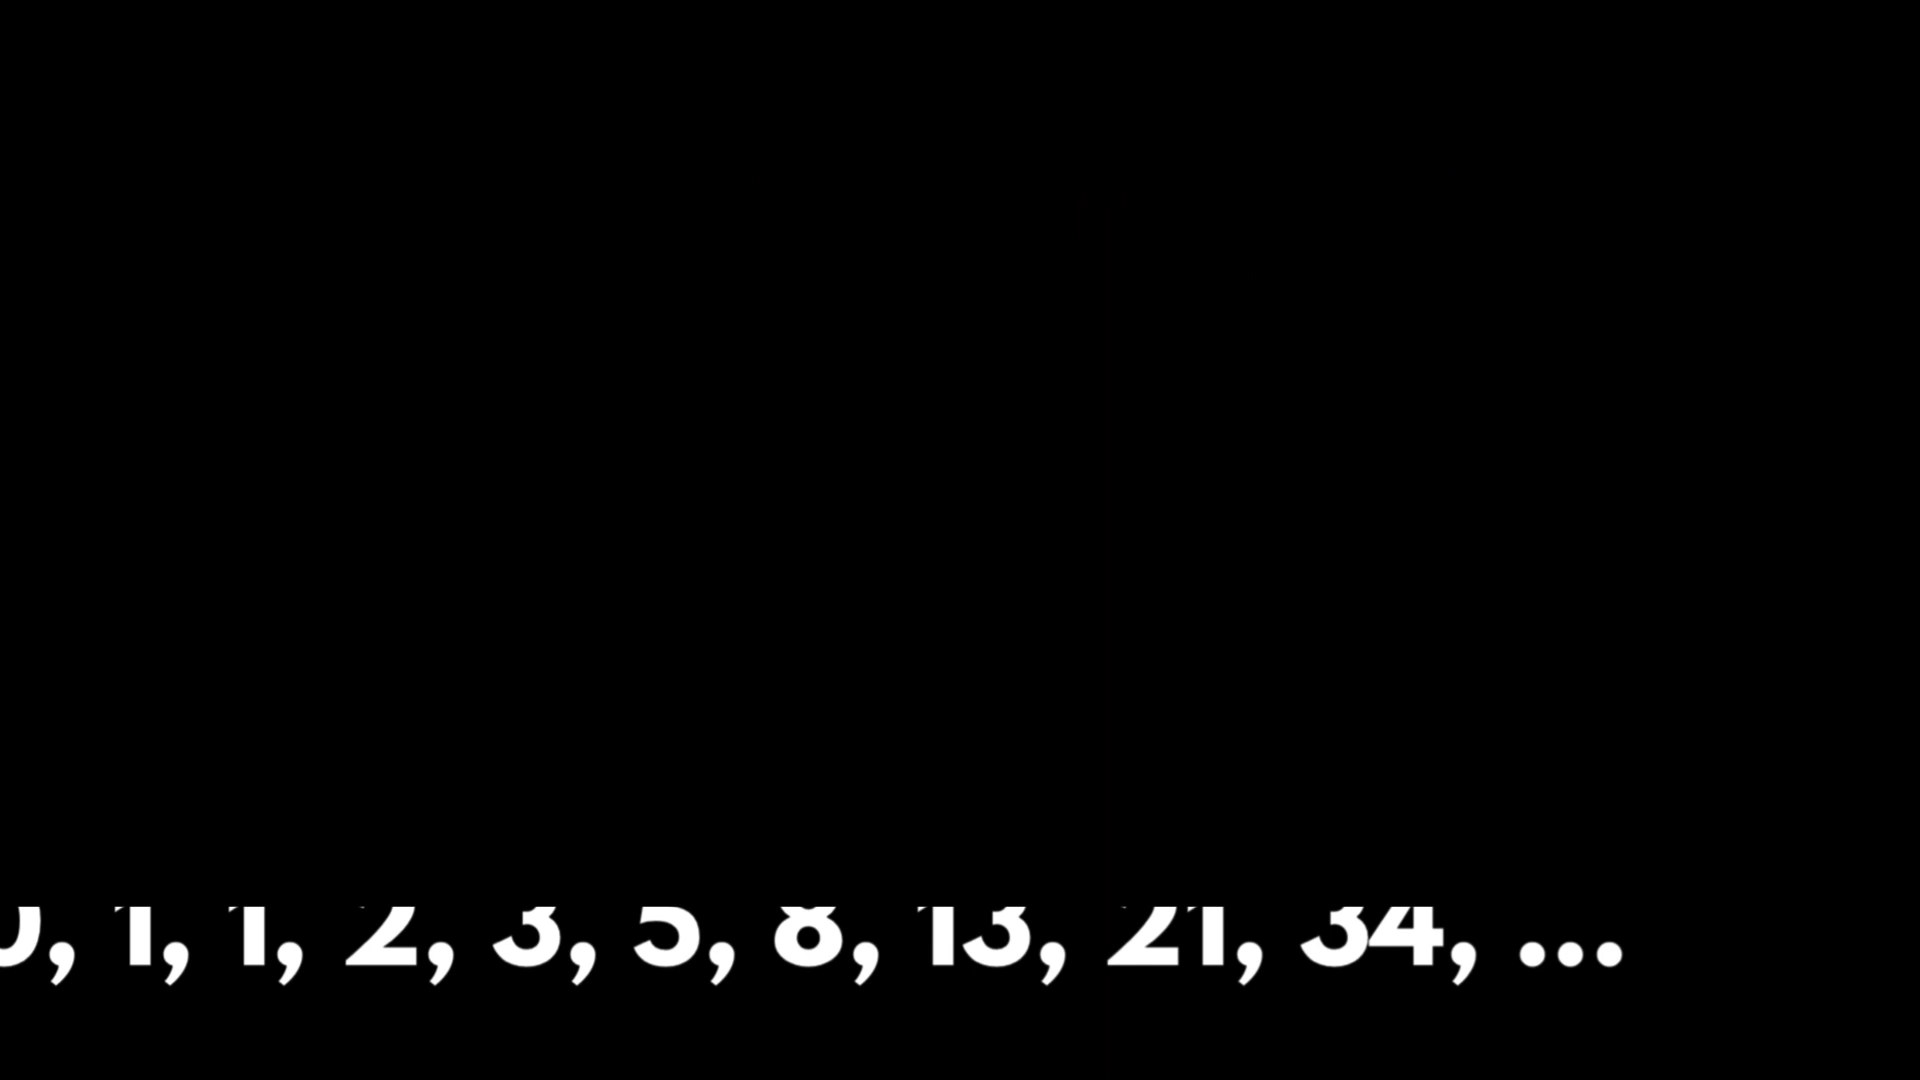 0, 1, 1, 2, 3, 5, 8, 13, 21, 34, ...